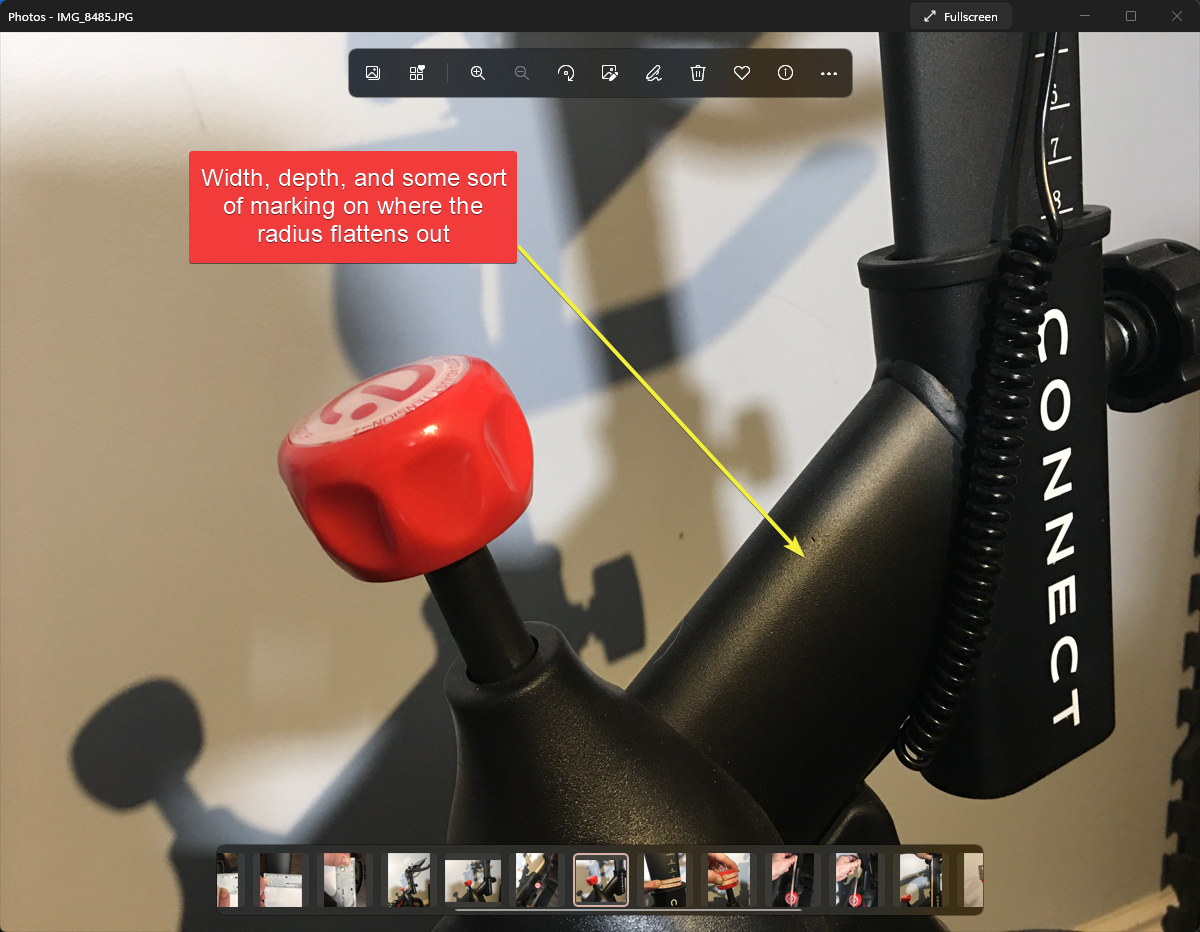 Photos - IMG_8485.JPG
Fullscreen
Width, depth, and some sort
of marking on where the
radius flattens out
7
8
CONNECT
TENSION